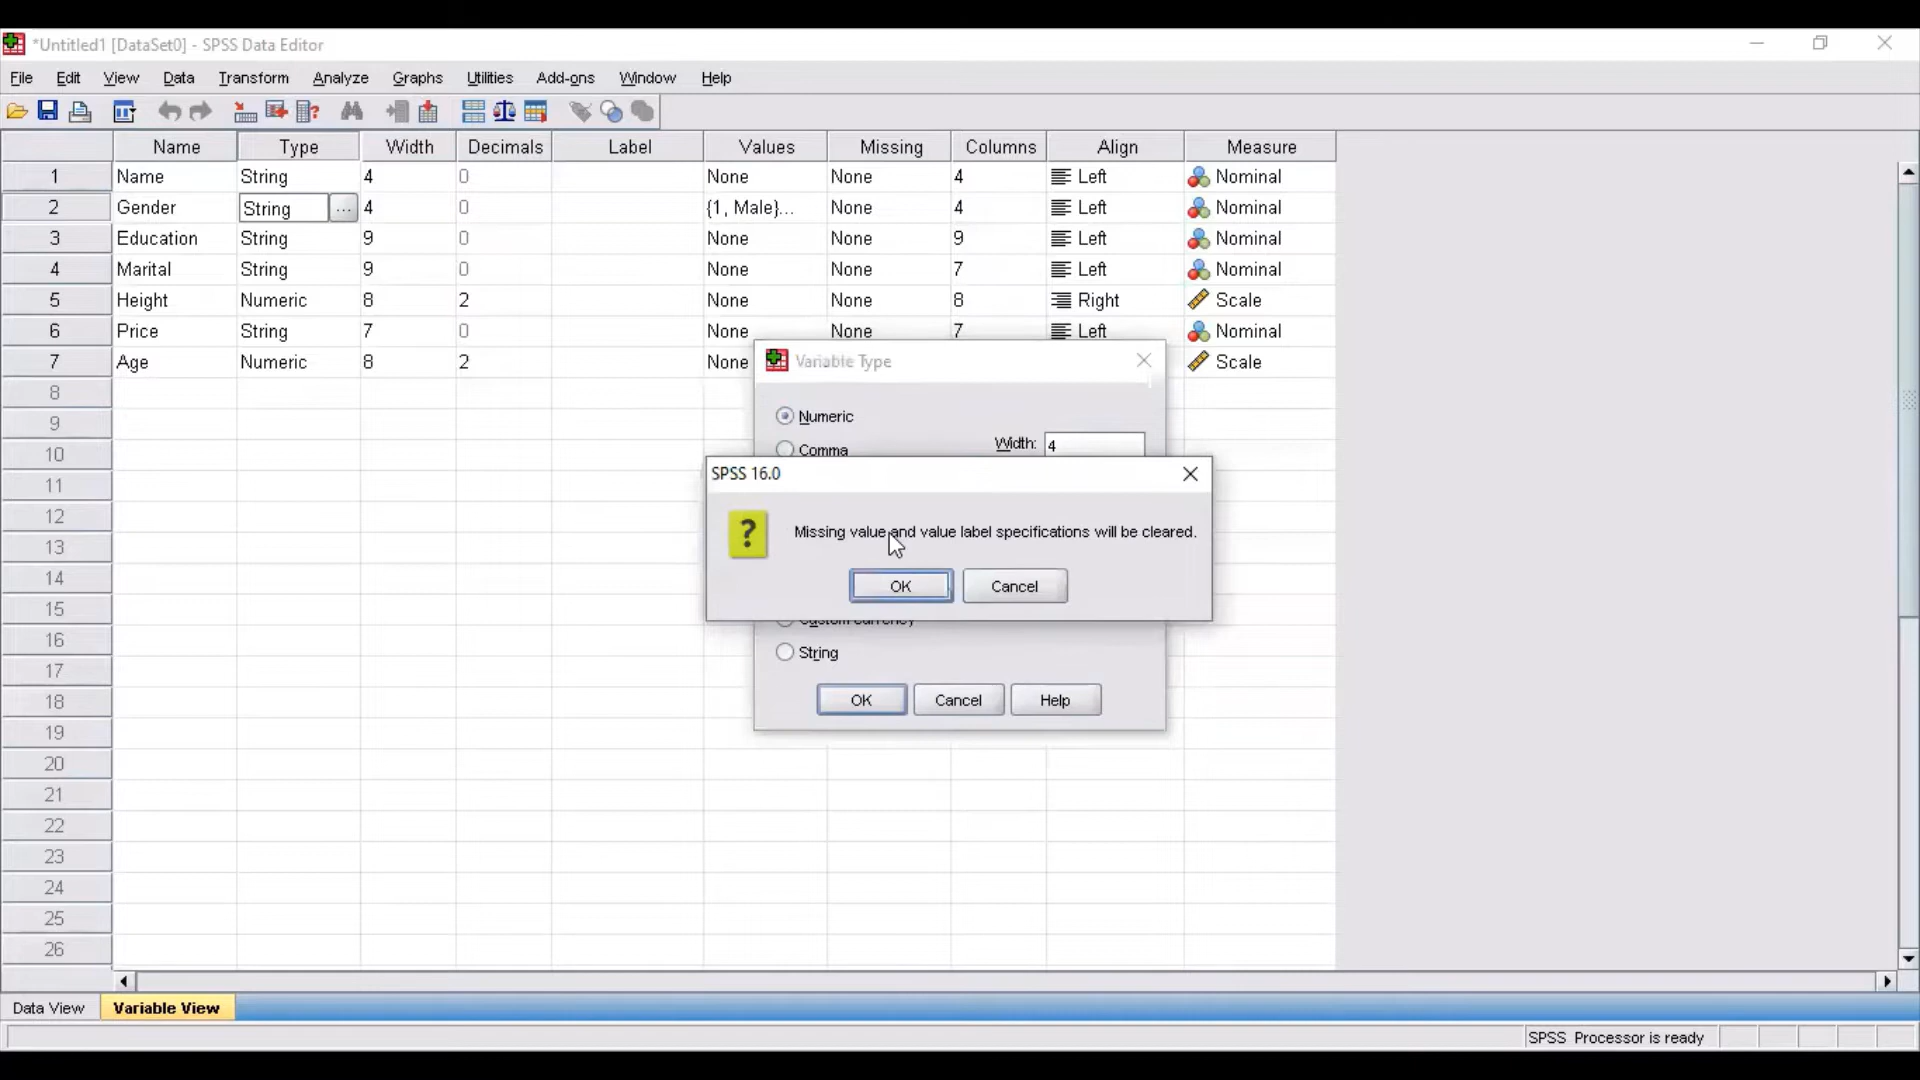 *Untitled1 [DataSet0] - SPSS Data Editor
File Edit View Data Transform Analyze Graphs Utilities Add-ons Window Help
Name Type Width Decimals Label Values Missing Columns Align Measure
1 Name String 4 0 None None 4 Left Nominal
2 Gender String ... 4 0 {1, Male}... None 4 Left Nominal
3 Education String 9 0 None None 9 Left Nominal
4 Marital String 9 0 None None 7 Left Nominal
5 Height Numeric 8 2 None None 8 Right Scale
6 Price String 7 0 None None 7 Left Nominal
7 Age Numeric 8 2 None Scale
Variable Type
8
9
Numeric
10
Comma
Width: 4
11
SPSS 16.0
12
13
?
Missing value and value label specifications will be cleared.
14
OK Cancel
15
Custom currency
16
String
17
18
OK Cancel Help
19
20
21
22
23
24
25
26
Data View Variable View
SPSS Processor is ready